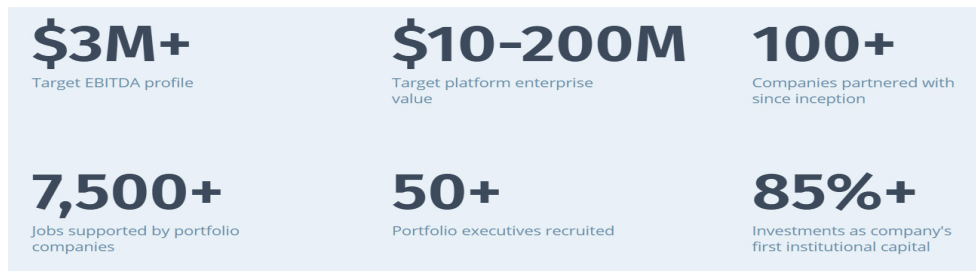 $3M+
Target EBITDA profile
$10-200M
Target platform enterprise
value
100+
Companies partnered with
since inception
7,500+
Jobs supported by portfolio
companies
50+
Portfolio executives recruited
85%+
Investments as company's
first institutional capital